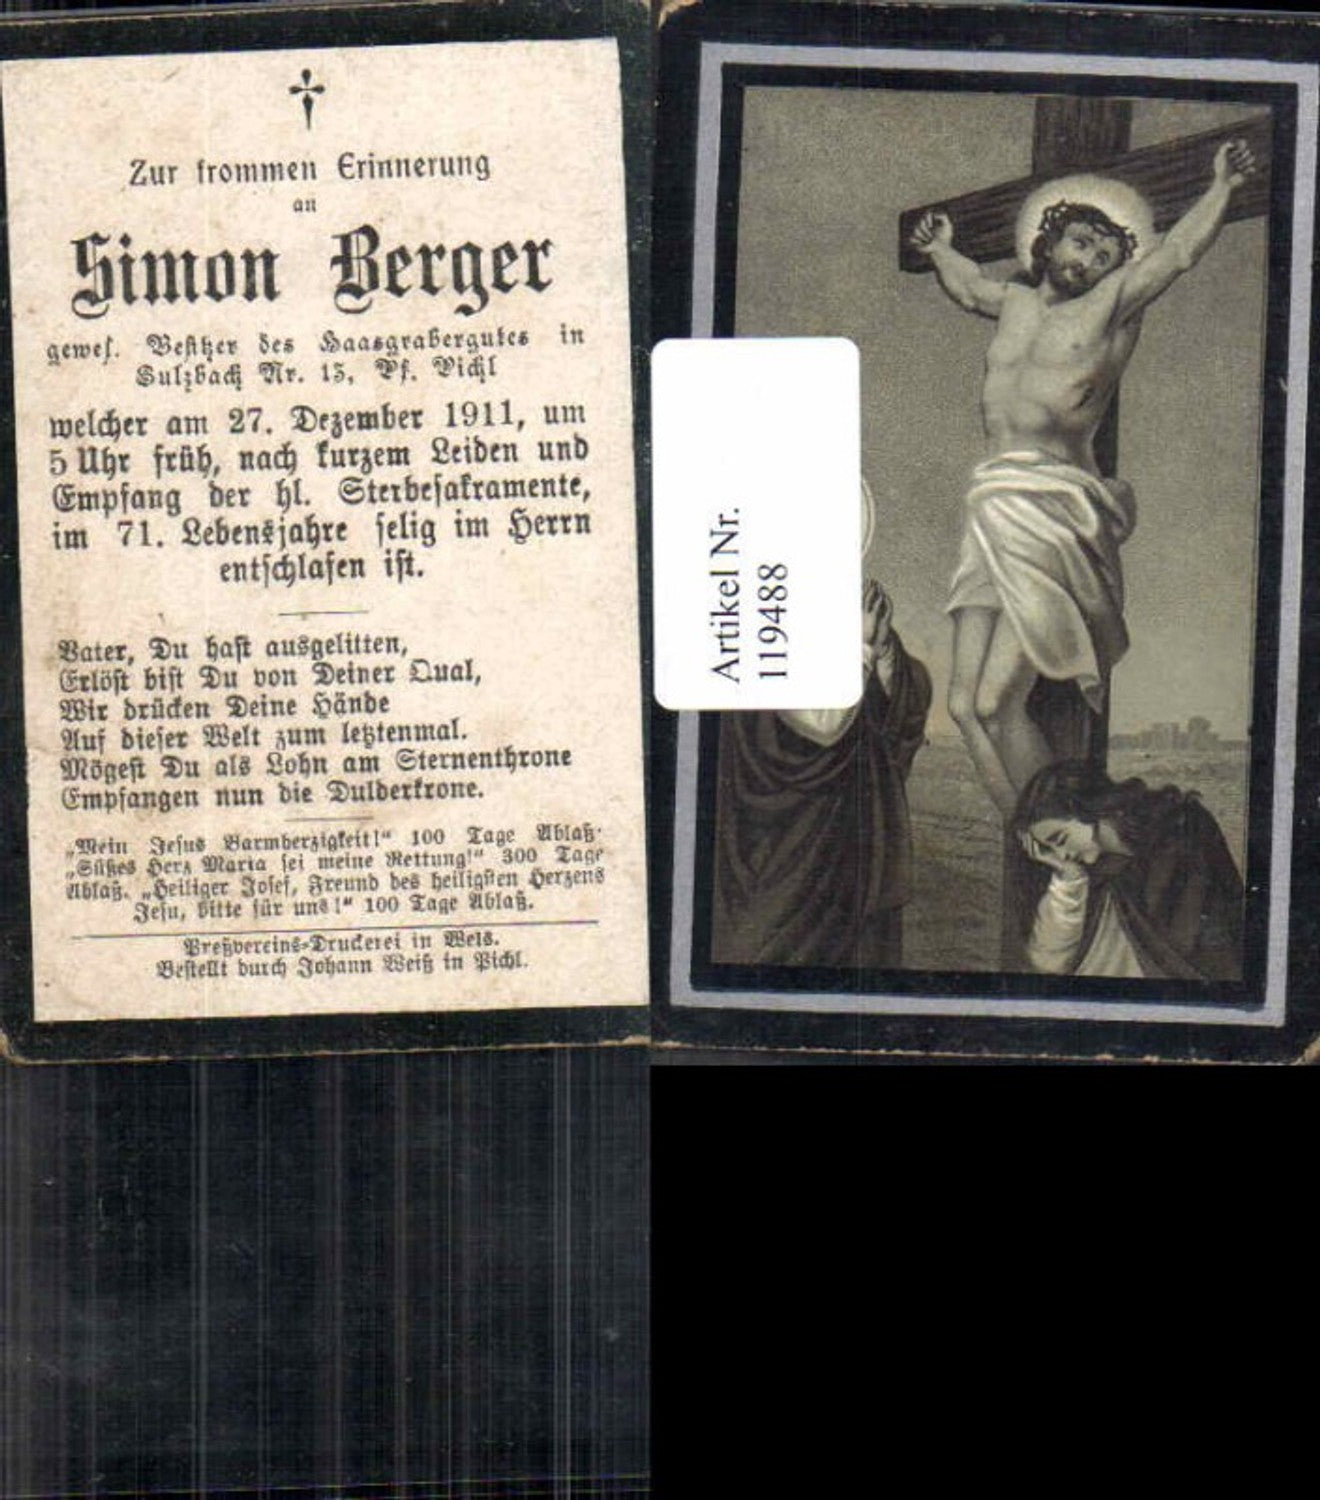 Zur frommen Erinnerung
an
Simon Berger
gewes. Besitzer des Haasgrabergutes in
Sulzbach Nr. 13, Pf. Pichl
welcher am 27. Dezember 1911, um
5 Uhr früh, nach kurzem Leiden und
Empfang der hl. Sterbesakramente,
im 71. Lebensjahre selig im Herrn
entschlafen ist.
Vater, Du hast ausgelitten,
Erlöst bist Du von Deiner Qual,
Wir drücken Deine Hände
Auf dieser Welt zum letztenmal.
Mögest Du als Lohn am Sternenthrone
Empfangen nun die Dulderkrone.
„Mein Jesus Barmherzigkeit!“ 100 Tage Ablaß.
„Süßes Herz Maria sei meine Rettung!“ 300 Tage
Ablaß. „Heiliger Josef, Freund des heiligsten Herzens
Jesu, bitte für uns!“ 100 Tage Ablaß.
Preßvereins-Druckerei in Wels.
Bestellt durch Johann Weiß in Pichl.
Artikel Nr.
119488